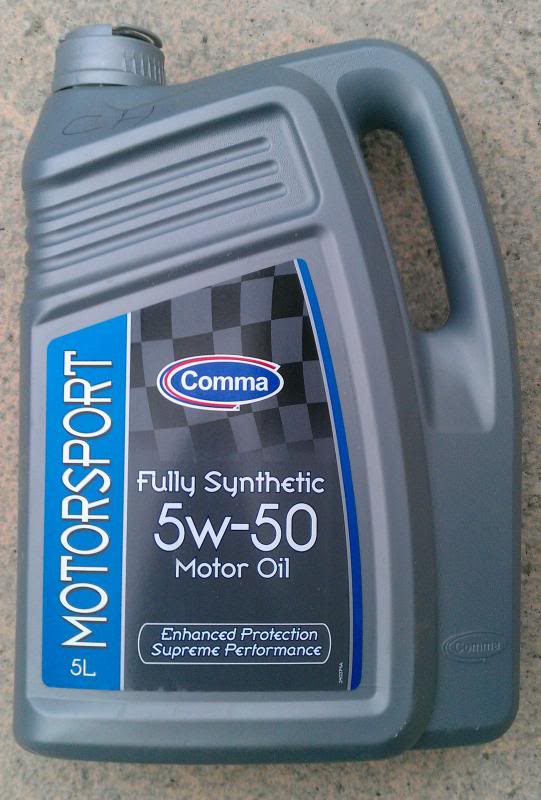 Comma
MOTORSPORT
Fully Synthetic
5w-50
Motor Oil
Enhanced Protection
Supreme Performance
5L
Comma